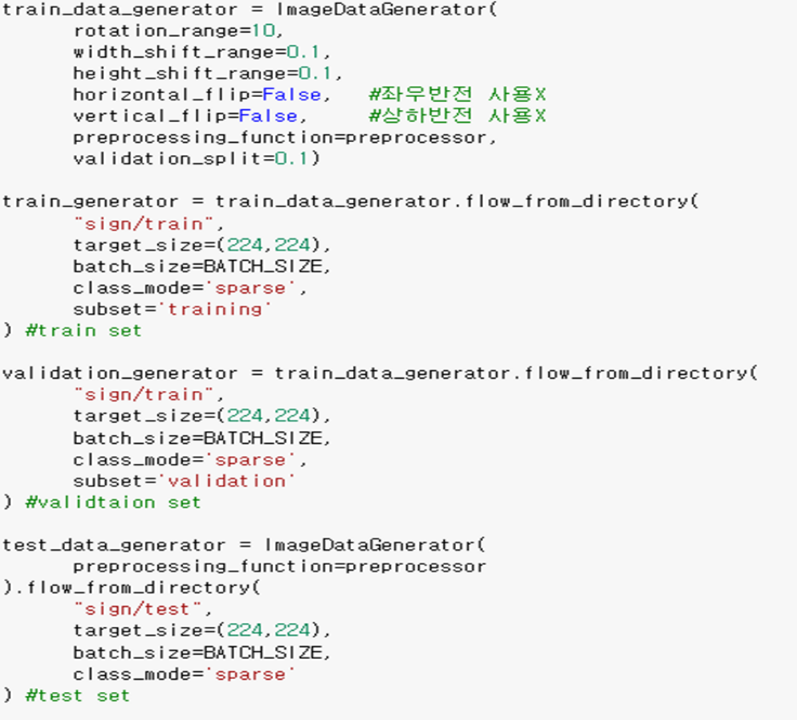 train_data_generator = ImageDataGenerator(
rotation_range=10,
width_shift_range=0.1,
height_shift_range=0.1,
horizontal_flip=False, #좌우반전 사용X
vertical_flip=False, #상하반전 사용X
preprocessing_function=preprocessor,
validation_split=0.1)
train_generator = train_data_generator.flow_from_directory(
"sign/train",
target_size=(224,224),
batch_size=BATCH_SIZE,
class_mode='sparse',
subset='training'
) #train set
validation_generator = train_data_generator.flow_from_directory(
"sign/train",
target_size=(224,224),
batch_size=BATCH_SIZE,
class_mode='sparse',
subset='validation'
) #validtaion set
test_data_generator = ImageDataGenerator(
preprocessing_function=preprocessor
).flow_from_directory(
"sign/test",
target_size=(224,224),
batch_size=BATCH_SIZE,
class_mode='sparse'
) #test set